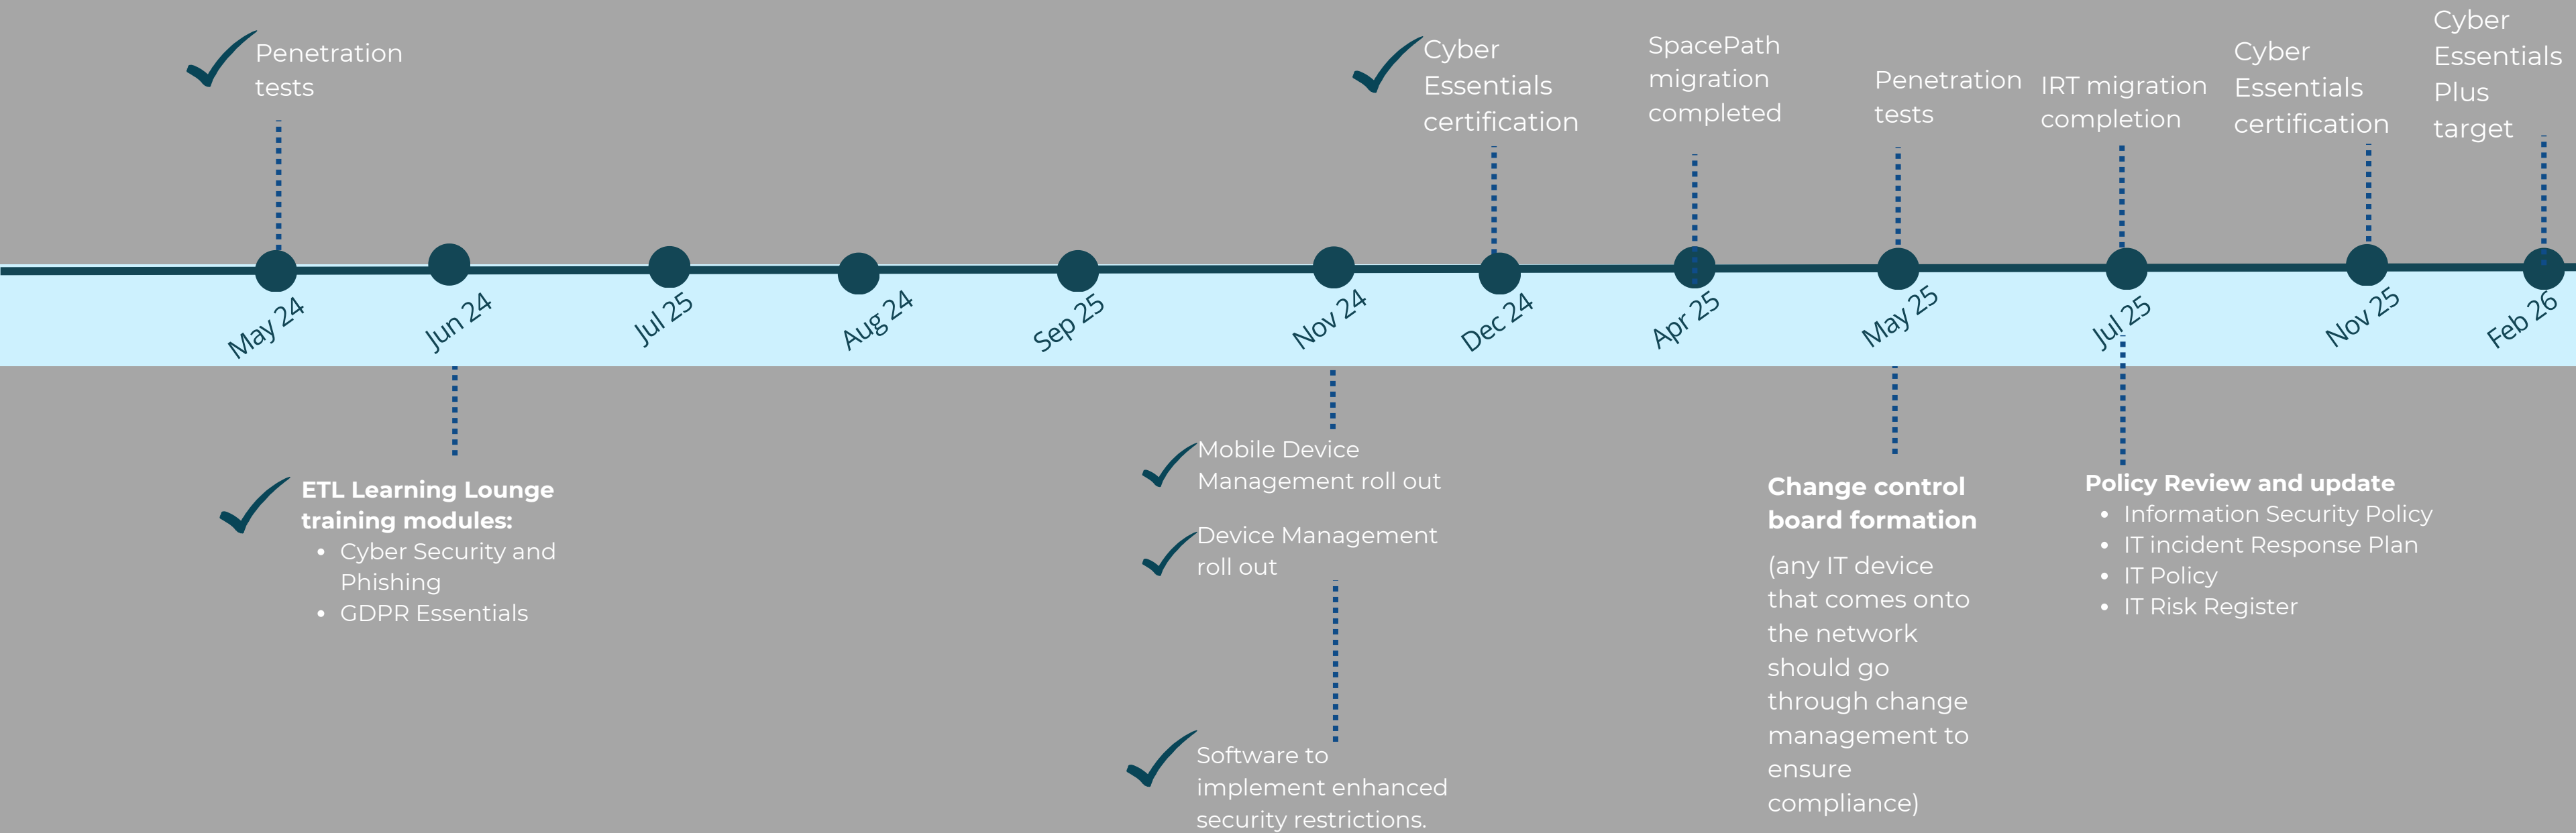 Penetration
tests
Cyber
Essentials
certification
SpacePath
migration
completed
Penetration
tests
IRT migration
completion
Cyber
Essentials
certification
Cyber
Essentials
Plus
target
May 24
Jun 24
Jul 25
Aug 24
Sep 25
Nov 24
Dec 24
Apr 25
May 25
Jul 25
Nov 25
Feb 26
ETL Learning Lounge
training modules:
• Cyber Security and
Phishing
• GDPR Essentials
Mobile Device
Management roll out
Device Management
roll out
Software to
implement enhanced
security restrictions.
Change control
board formation
(any IT device
that comes onto
the network
should go
through change
management to
ensure
compliance)
Policy Review and update
• Information Security Policy
• IT incident Response Plan
• IT Policy
• IT Risk Register